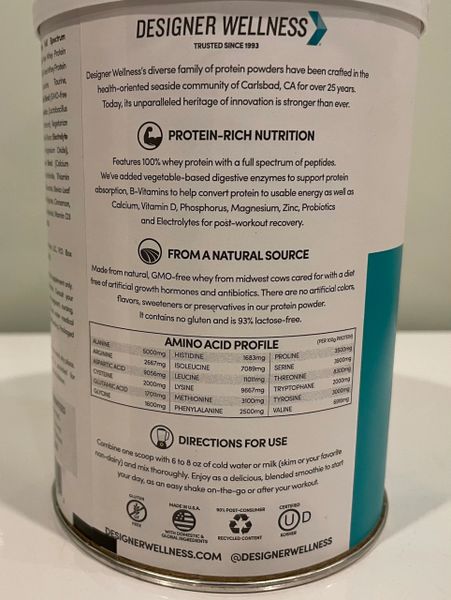 DESIGNER WELLNESS
TRUSTED SINCE 1993
Designer Wellness's diverse family of protein powders have been crafted in the
health-oriented seaside community of Carlsbad, CA for over 25 years.
Today, its unparalleled heritage of innovation is stronger than ever.
PROTEIN-RICH NUTRITION
Features 100% whey protein with a full spectrum of peptides.
We've added vegetable-based digestive enzymes to support protein
absorption, B-Vitamins to help convert protein to usable energy as well as
Calcium, Vitamin D, Phosphorus, Magnesium, Zinc, Probiotics
and Electrolytes for post-workout recovery.
FROM A NATURAL SOURCE
Made from natural, GMO-free whey from midwest cows cared for with a diet
free of artificial growth hormones and antibiotics. There are no artificial colors,
flavors, sweeteners or preservatives in our protein powder.
It contains no gluten and is 93% lactose-free.
AMINO ACID PROFILE (PER 100g PROTEIN)
ALANINE 5000mg HISTIDINE 1683mg PROLINE 5500mg
ARGININE 2667mg ISOLEUCINE 7089mg SERINE
ASPARTIC ACID 9056mg LEUCINE 11011mg THREONINE
CYSTEINE 2000mg LYSINE 9667mg TRYPTOPHANE 2000mg
GLUTAMIC ACID 17011mg METHIONINE 3100mg TYROSINE 3000mg
GLYCINE 1600mg PHENYLALANINE 2500mg VALINE
DIRECTIONS FOR USE
Combine one scoop with 6 to 8 oz of cold water or milk (skim or your favorite
non-dairy) and mix thoroughly. Enjoy as a delicious, blended smoothie to start
your day, as an easy shake on-the-go or after your workout.
GLUTEN
FREE
MADE IN U.S.A.
WITH DOMESTIC &
GLOBAL INGREDIENTS
90% POST-CONSUMER
RECYCLED CONTENT
CERTIFIED
U D
KOSHER
DESIGNERWELLNESS.COM @DESIGNERWELLNESS